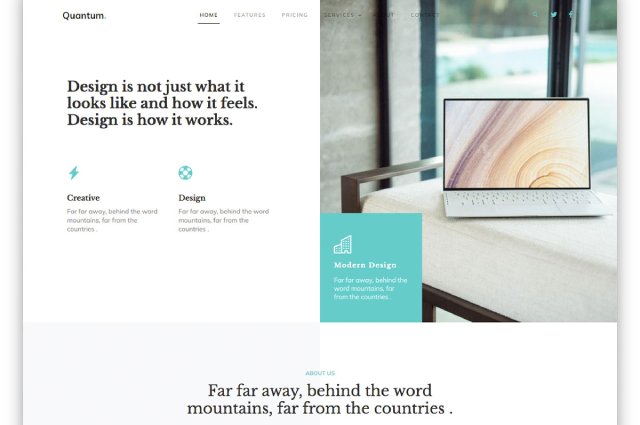 Quantum.
HOME FEATURES PRICING SERVICES ABOUT CONTACT
Design is not just what it
looks like and how it feels.
Design is how it works.
Creative
Far far away, behind the word
mountains, far from the
countries .
Design
Far far away, behind the word
mountains, far from the
countries .
Modern Design
Far far away, behind the
word mountains, far
from the countries .
ABOUT US
Far far away, behind the word
mountains, far from the countries .